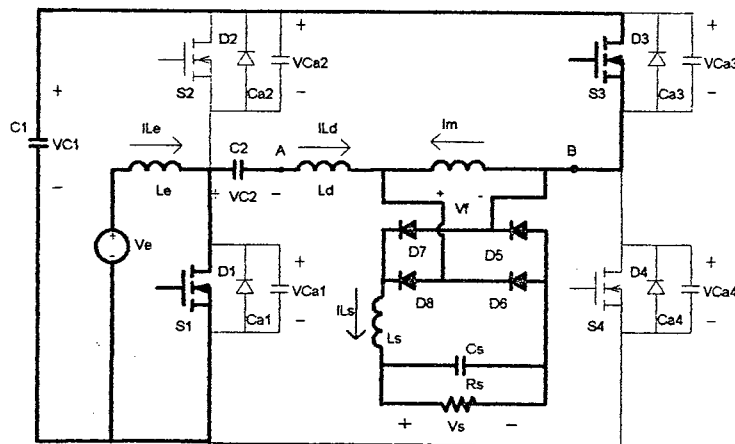 D2
+
VCa2
−
S2
Ca2
D3
+
VCa3
−
S3
Ca3
C1
+
VC1
−
ILe
C2
A
ILd
Im
B
Le
+
VC2
−
Ld
+
Vf
-
Ve
+
-
D7
D5
D1
+
VCa1
−
S1
Ca1
D8
D6
D4
+
VCa4
−
S4
Ca4
ILs
Ls
Cs
Rs
+
Vs
−